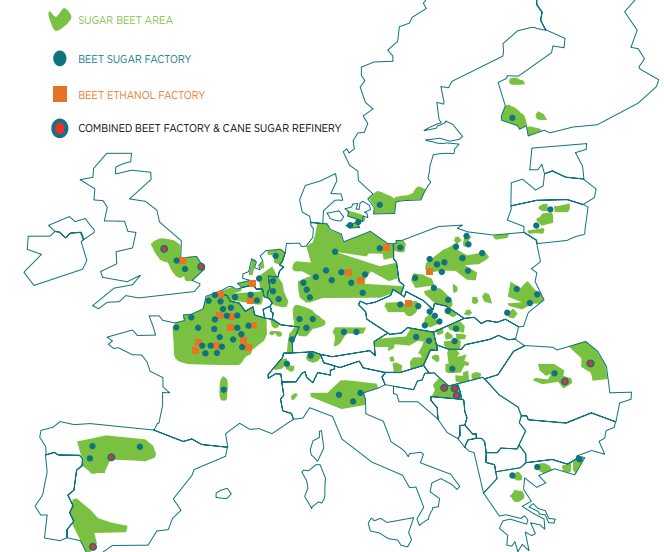 SUGAR BEET AREA
BEET SUGAR FACTORY
BEET ETHANOL FACTORY
COMBINED BEET FACTORY & CANE SUGAR REFINERY